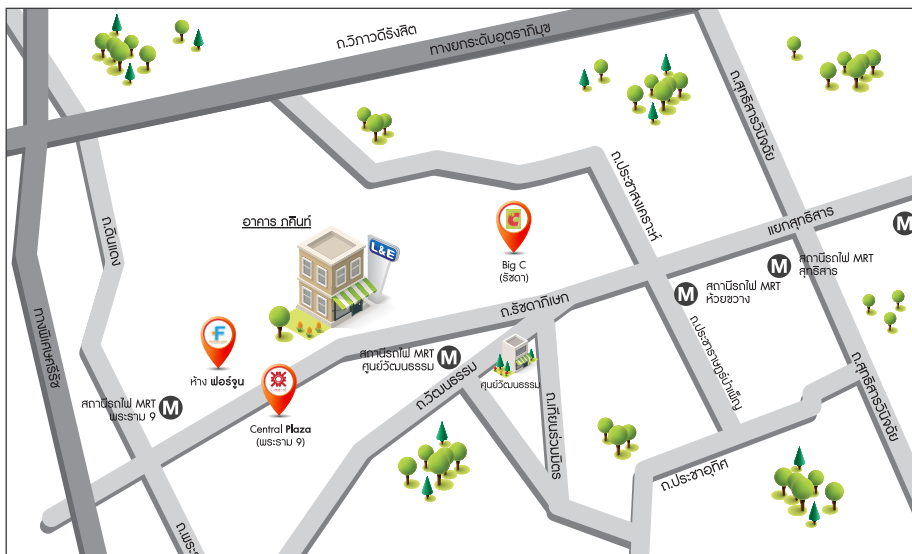 ถ.วิภาวดีรังสิต
ทางยกระดับอุตราภิมุข
ถ.สุทธิสารวินิจฉัย
ถ.ประชาสงเคราะห์
ถ.ดินแดง
อาคาร ภคินท์
L&E
Big C
(รัชดา)
แยกสุทธิสาร
M
M
สถานีรถไฟ MRT
สุทธิสาร
M
สถานีรถไฟ MRT
ห้วยขวาง
ถ.รัชดาภิเษก
ทางพิเศษศรีรัช
F
ห้าง ฟอร์จูน
สถานีรถไฟ MRT
ศูนย์วัฒนธรรม
M
ศูนย์วัฒนธรรม
ถ.วัฒนธรรม
ถ.เทียนร่วมมิตร
ถ.ประชาราษฎร์บำเพ็ญ
ถ.สุทธิสารวินิจฉัย
สถานีรถไฟ MRT
พระราม 9
M
Central Plaza
(พระราม 9)
ถ.ประชาอุทิศ